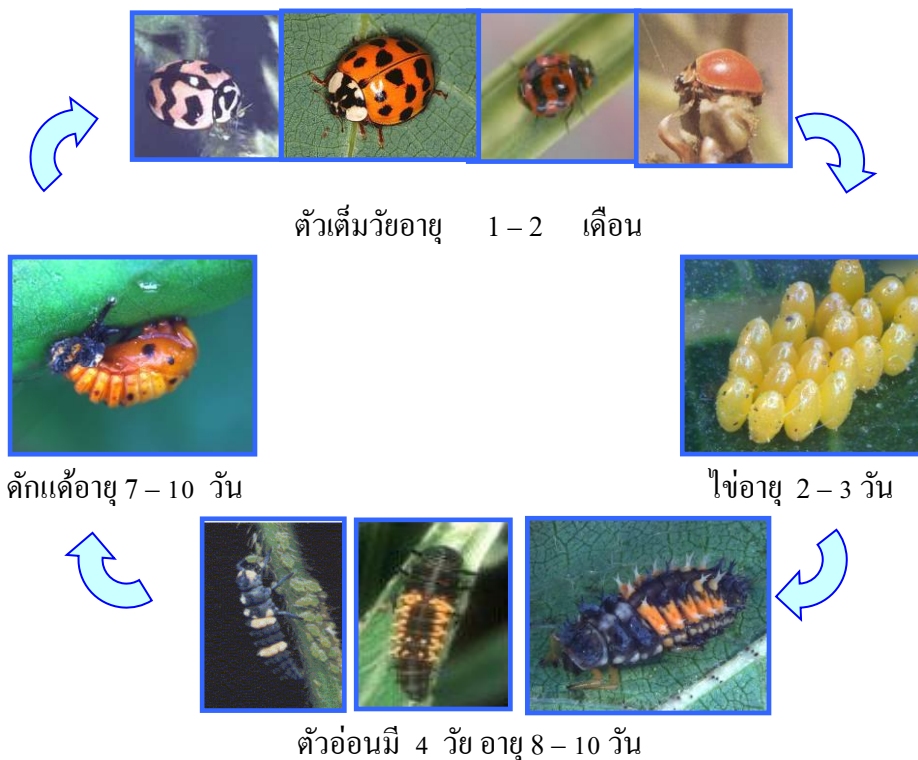 ตัวเต็มวัยอายุ 1 – 2 เดือน
ไข่อายุ 2 – 3 วัน
ตัวอ่อนมี 4 วัย อายุ 8 – 10 วัน
ดักแด้อายุ 7 – 10 วัน